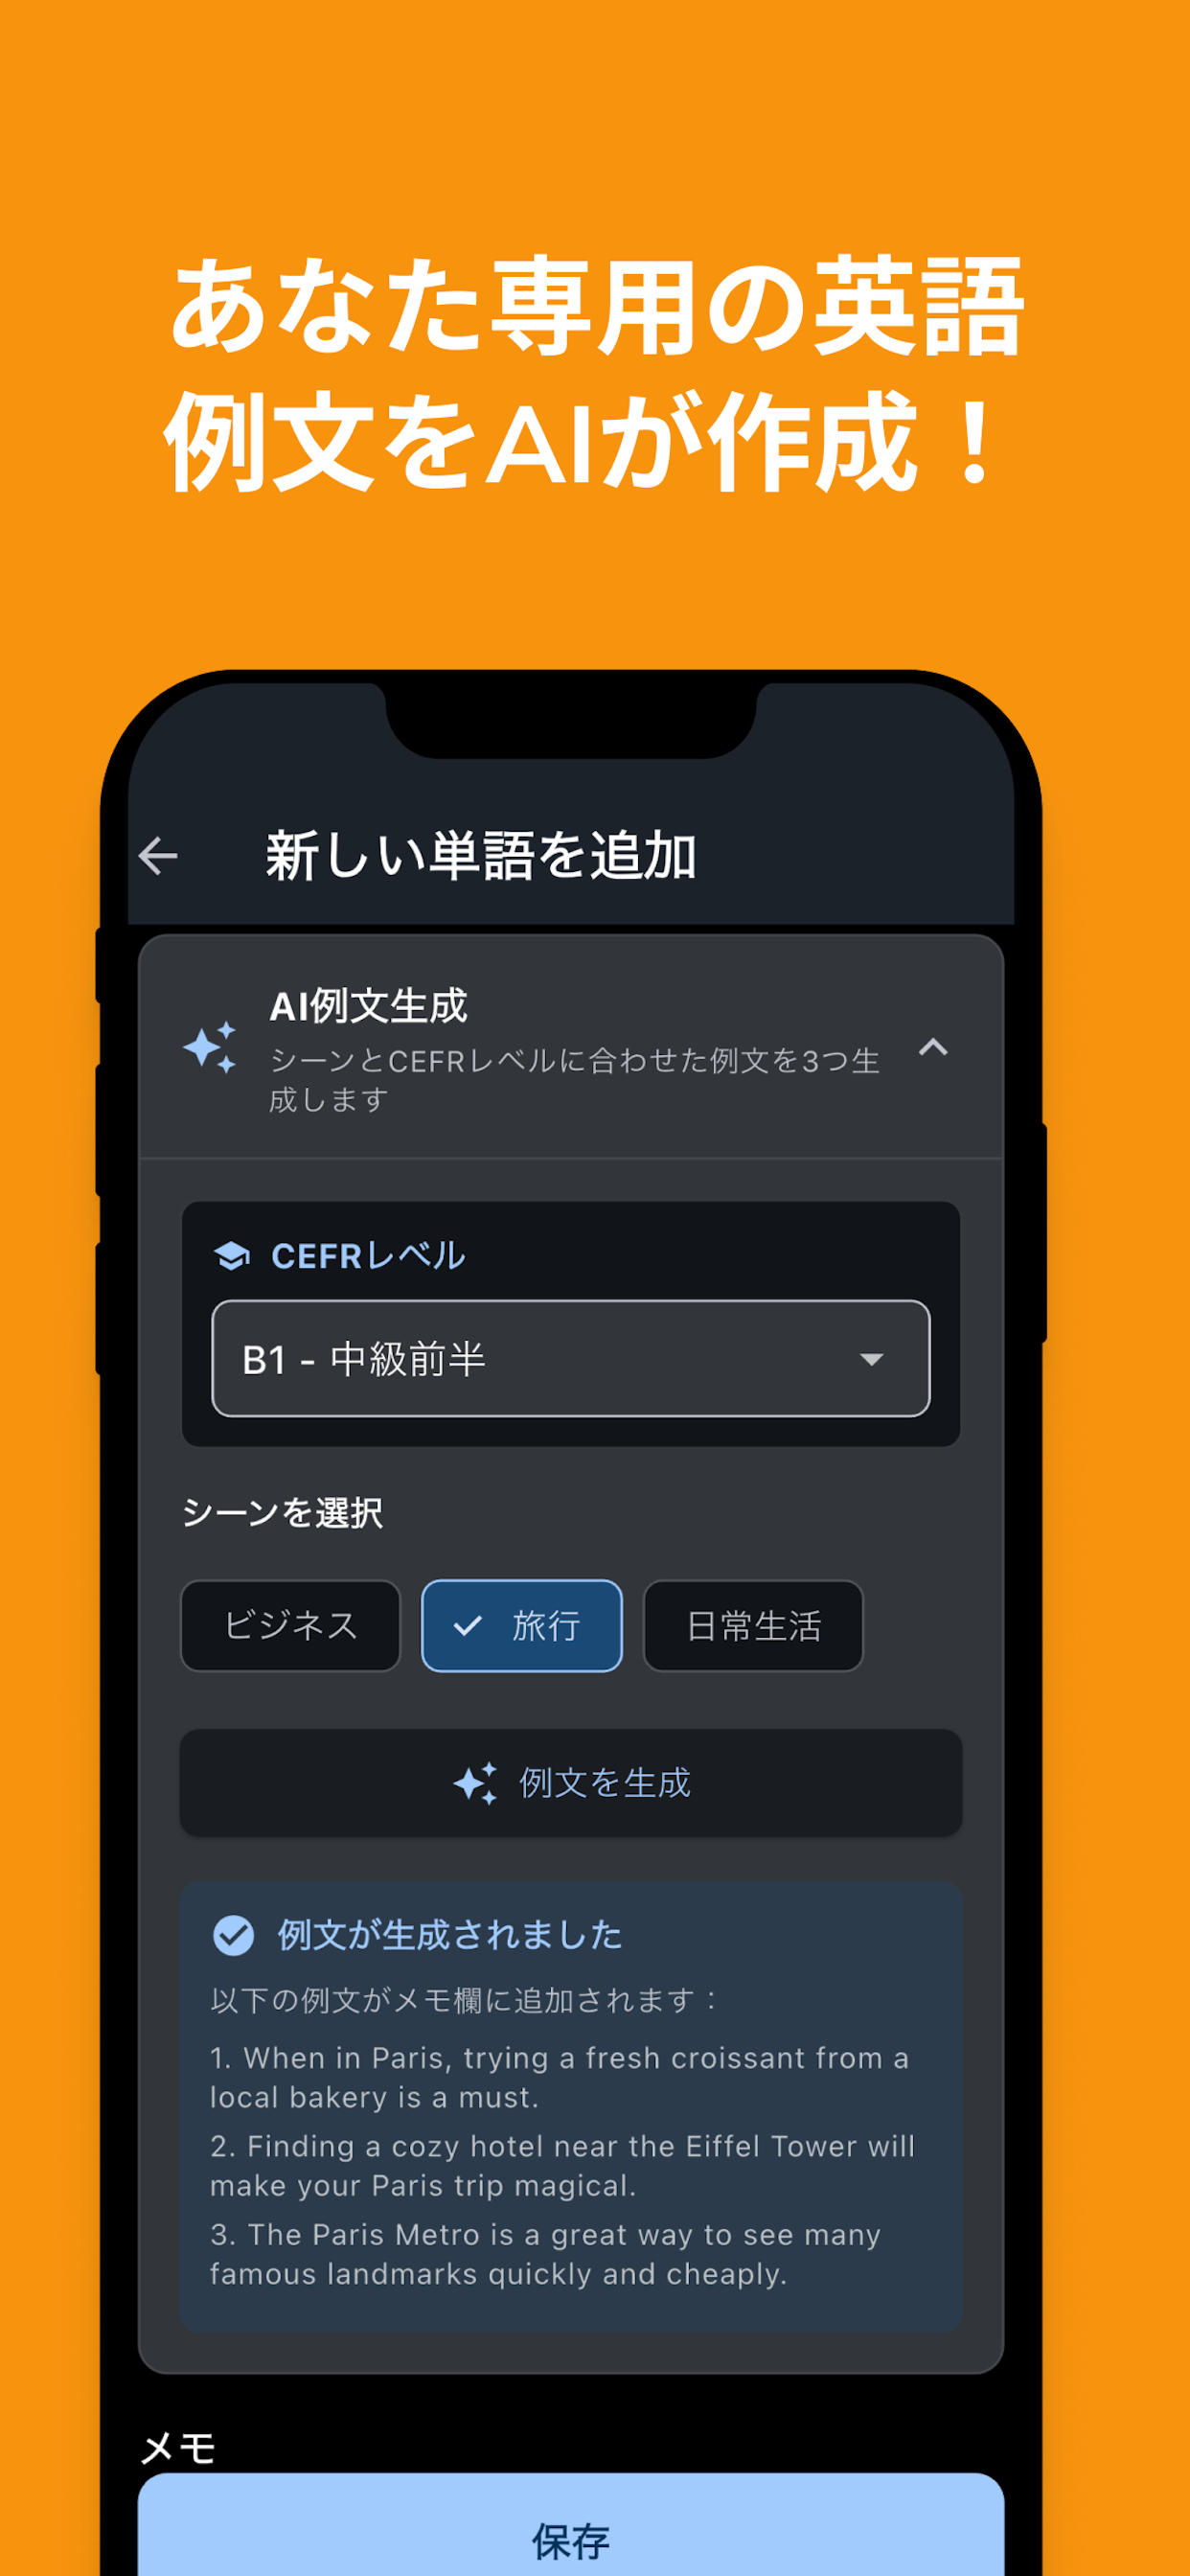 あなた専用の英語
例文をAIが作成！
新しい単語を追加
AI例文生成
シーンとCEFRレベルに合わせた例文を3つ生
成します
CEFRレベル
B1 - 中級前半
シーンを選択
ビジネス
旅行
日常生活
例文を生成
例文が生成されました
以下の例文がメモ欄に追加されます：
1. When in Paris, trying a fresh croissant from a
local bakery is a must.
2. Finding a cozy hotel near the Eiffel Tower will
make your Paris trip magical.
3. The Paris Metro is a great way to see many
famous landmarks quickly and cheaply.
メモ
保存